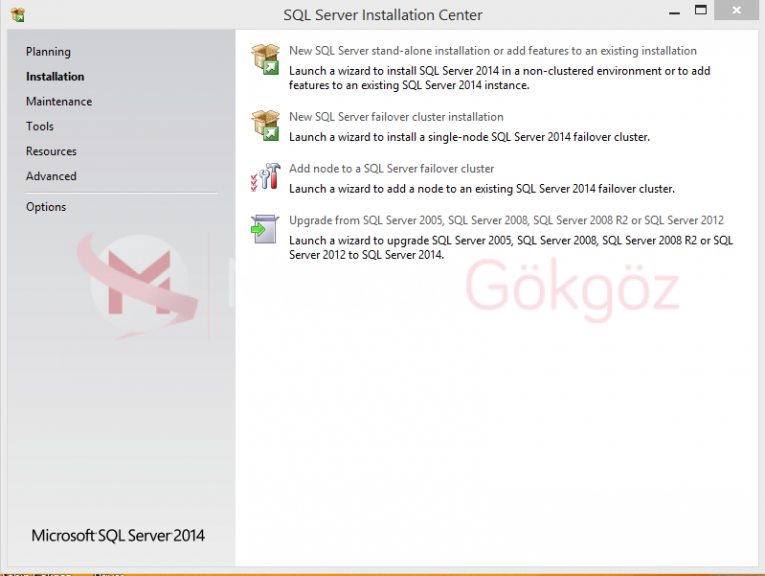 SQL Server Installation Center
Planning
Installation
Maintenance
Tools
Resources
Advanced
Options
New SQL Server stand-alone installation or add features to an existing installation
Launch a wizard to install SQL Server 2014 in a non-clustered environment or to add
features to an existing SQL Server 2014 instance.
New SQL Server failover cluster installation
Launch a wizard to install a single-node SQL Server 2014 failover cluster.
Add node to a SQL Server failover cluster
Launch a wizard to add a node to an existing SQL Server 2014 failover cluster.
Upgrade from SQL Server 2005, SQL Server 2008, SQL Server 2008 R2 or SQL Server 2012
Launch a wizard to upgrade SQL Server 2005, SQL Server 2008, SQL Server 2008 R2 or SQL
Server 2012 to SQL Server 2014.
Gökgöz
Microsoft SQL Server 2014